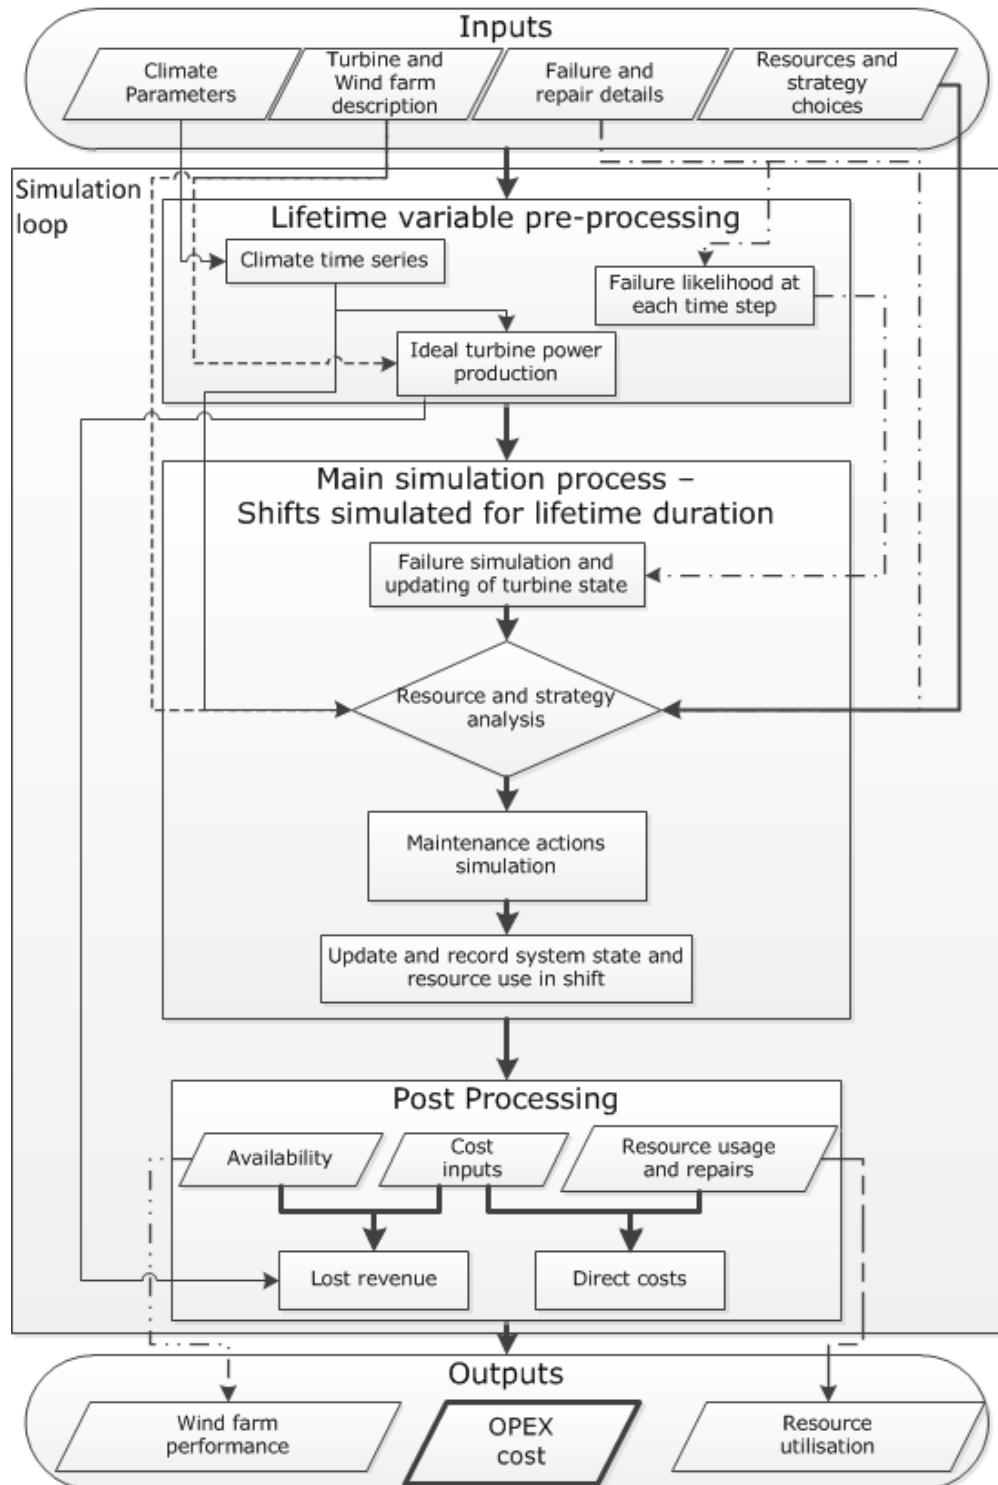 Inputs
Climate
Parameters
Turbine and
Wind farm
description
Failure and
repair details
Resources and
strategy
choices
Simulation
loop
Lifetime variable pre-processing
Climate time series
Failure likelihood at
each time step
Ideal turbine power
production
Main simulation process –
Shifts simulated for lifetime duration
Failure simulation and
updating of turbine state
Resource and strategy
analysis
Maintenance actions
simulation
Update and record system state and
resource use in shift
Post Processing
Availability
Cost
inputs
Resource usage
and repairs
Lost revenue
Direct costs
Outputs
Wind farm
performance
OPEX
cost
Resource
utilisation